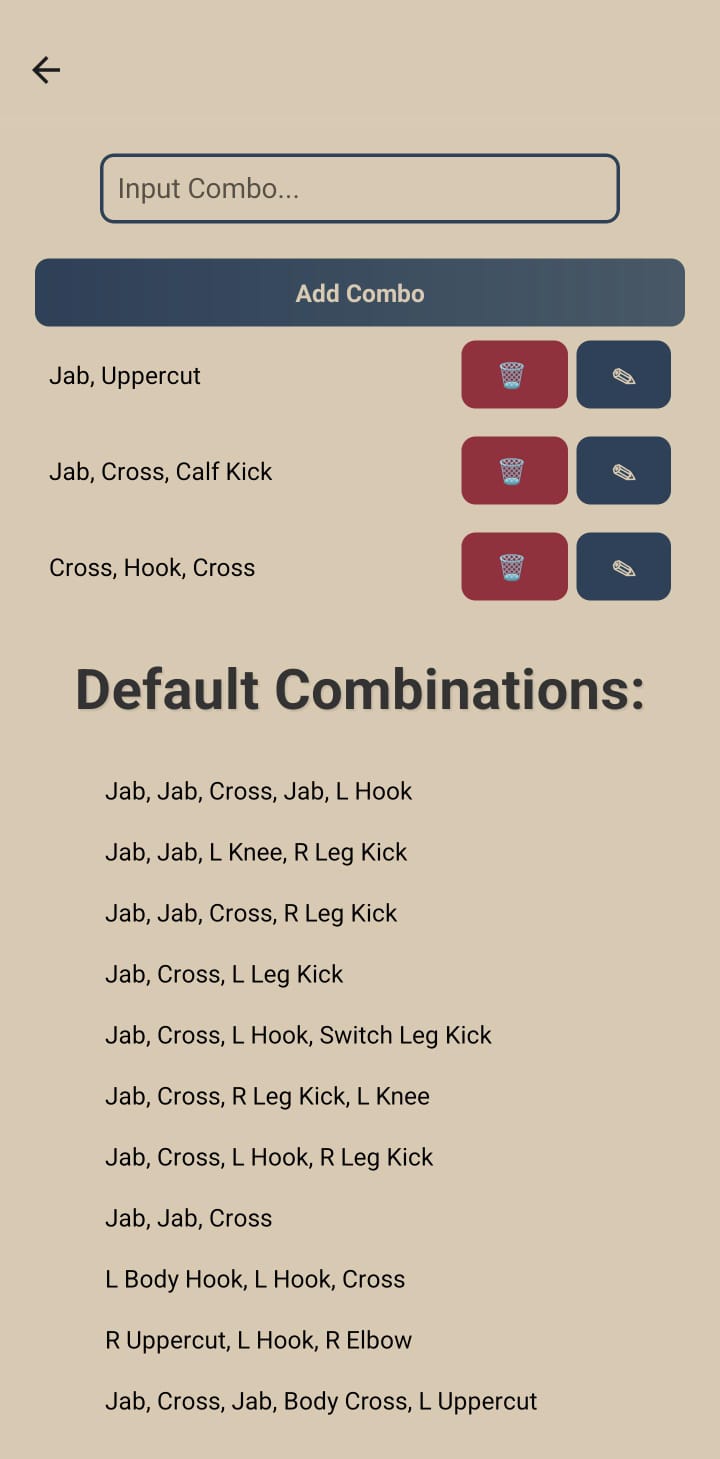 Input Combo...
Add Combo
Jab, Uppercut
Jab, Cross, Calf Kick
Cross, Hook, Cross
Default Combinations:
Jab, Jab, Cross, Jab, L Hook
Jab, Jab, L Knee, R Leg Kick
Jab, Jab, Cross, R Leg Kick
Jab, Cross, L Leg Kick
Jab, Cross, L Hook, Switch Leg Kick
Jab, Cross, R Leg Kick, L Knee
Jab, Cross, L Hook, R Leg Kick
Jab, Jab, Cross
L Body Hook, L Hook, Cross
R Uppercut, L Hook, R Elbow
Jab, Cross, Jab, Body Cross, L Uppercut